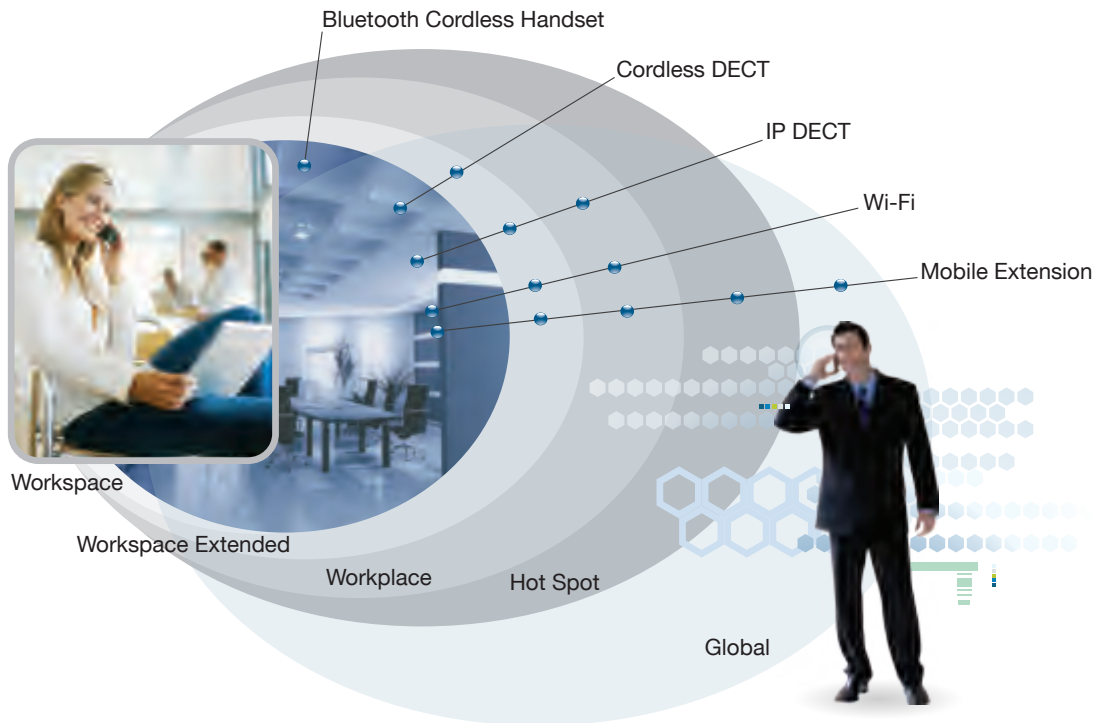 Bluetooth Cordless Handset
Cordless DECT
IP DECT
Wi-Fi
Mobile Extension
Workspace
Workspace Extended
Workplace
Hot Spot
Global